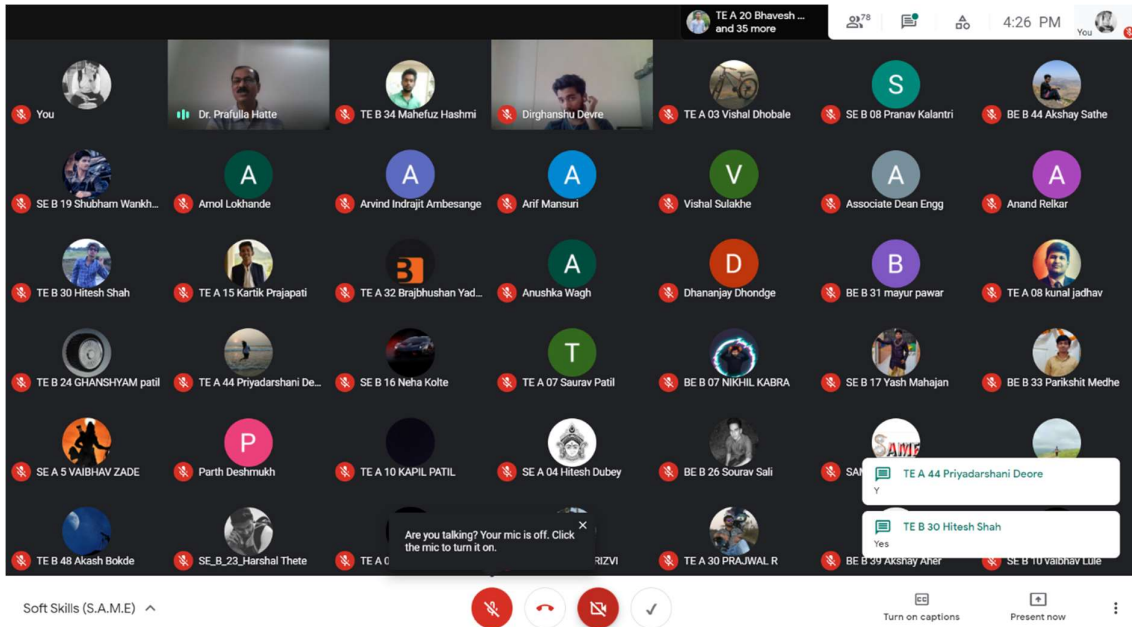 TE A 20 Bhavesh ...
and 35 more
78
4:26 PM
You
You
Dr. Prafulla Hatte
TE B 34 Mahefuz Hashmi
Dirghanshu Devre
TE A 03 Vishal Dhobale
S
SE B 08 Pranav Kalantri
BE B 44 Akshay Sathe
SE B 19 Shubham Wankh...
A
Amol Lokhande
A
Arvind Indrajit Ambesange
A
Arif Mansuri
V
Vishal Sulakhe
A
Associate Dean Engg
A
Anand Relkar
TE B 30 Hitesh Shah
TE A 15 Kartik Prajapati
B
TE A 32 Brajbhushan Yad...
A
Anushka Wagh
D
Dhananjay Dhondge
B
BE B 31 mayur pawar
TE A 08 kunal jadhav
TE B 24 GHANSHYAM patil
TE A 44 Priyadarshani De...
SE B 16 Neha Kolte
T
TE A 07 Saurav Patil
BE B 07 NIKHIL KABRA
SE B 17 Yash Mahajan
BE B 33 Parikshit Medhe
SE A 5 VAIBHAV ZADE
P
Parth Deshmukh
TE A 10 KAPIL PATIL
SE A 04 Hitesh Dubey
BE B 26 Sourav Sali
SAME
TE A 44 Priyadarshani Deore
Y
TE B 30 Hitesh Shah
Yes
TE B 48 Akash Bokde
SE_B_23_Harshal Thete
TE A 0
Are you talking? Your mic is off. Click
the mic to turn it on.
RIZVI
TE A 30 PRAJWAL R
BE B 39 Akshay Aher
SE B 10 Vaibhav Lule
Soft Skills (S.A.M.E)
CC
Turn on captions
Present now